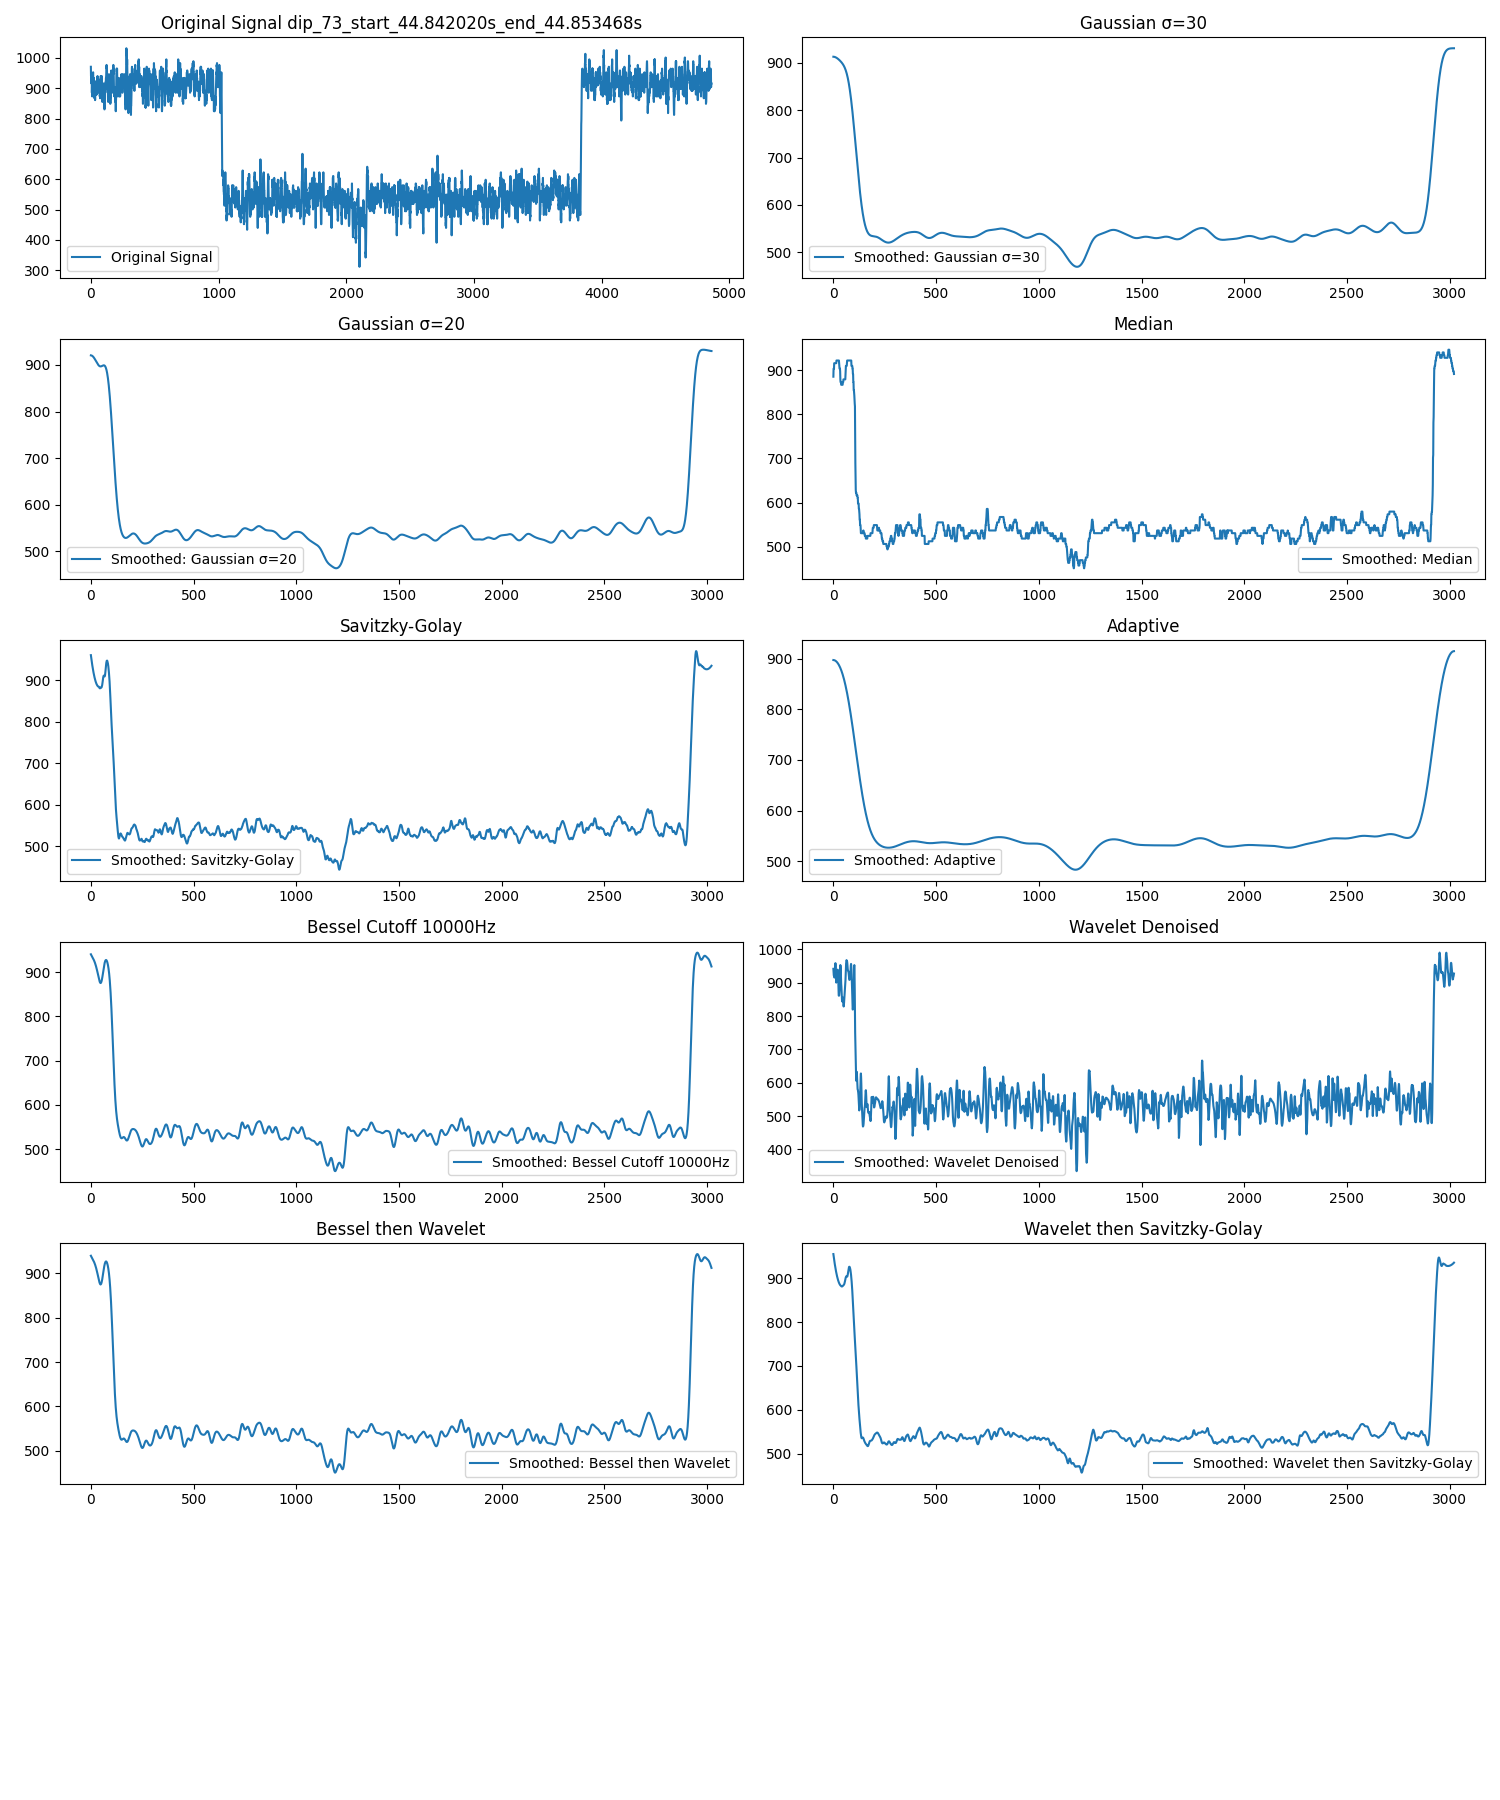 Original Signal dip_73_start_44.842020s_end_44.853468s
1000
900
800
700
600
500
400
300
Original Signal
0 1000 2000 3000 4000 5000
Gaussian σ=30
900
800
700
600
500
Smoothed: Gaussian σ=30
0 500 1000 1500 2000 2500 3000
Gaussian σ=20
900
800
700
600
500
Smoothed: Gaussian σ=20
0 500 1000 1500 2000 2500 3000
Median
900
800
700
600
500
Smoothed: Median
0 500 1000 1500 2000 2500 3000
Savitzky-Golay
900
800
700
600
500
Smoothed: Savitzky-Golay
0 500 1000 1500 2000 2500 3000
Adaptive
900
800
700
600
500
Smoothed: Adaptive
0 500 1000 1500 2000 2500 3000
Bessel Cutoff 10000Hz
900
800
700
600
500
Smoothed: Bessel Cutoff 10000Hz
0 500 1000 1500 2000 2500 3000
Wavelet Denoised
1000
900
800
700
600
500
400
Smoothed: Wavelet Denoised
0 500 1000 1500 2000 2500 3000
Bessel then Wavelet
900
800
700
600
500
Smoothed: Bessel then Wavelet
0 500 1000 1500 2000 2500 3000
Wavelet then Savitzky-Golay
900
800
700
600
500
Smoothed: Wavelet then Savitzky-Golay
0 500 1000 1500 2000 2500 3000